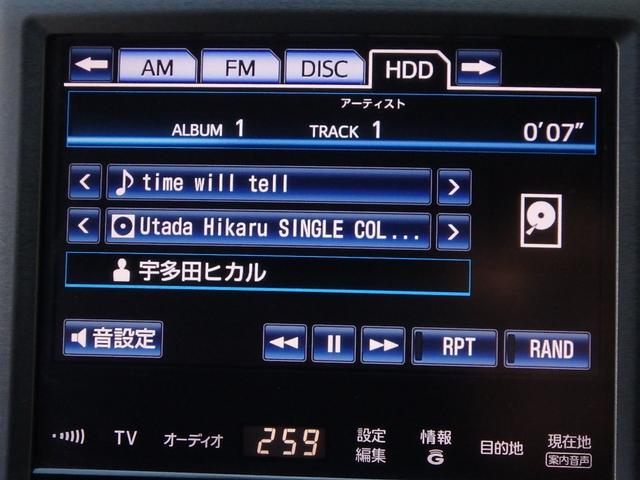 AM FM DISC HDD
アーティスト
ALBUM 1 TRACK 1 0'07"
time will tell
Utada Hikaru SINGLE COL...
宇多田ヒカル
音設定 RPT RAND
TV オーディオ 259 設定 編集 情報 G 目的地 現在地 案内音声